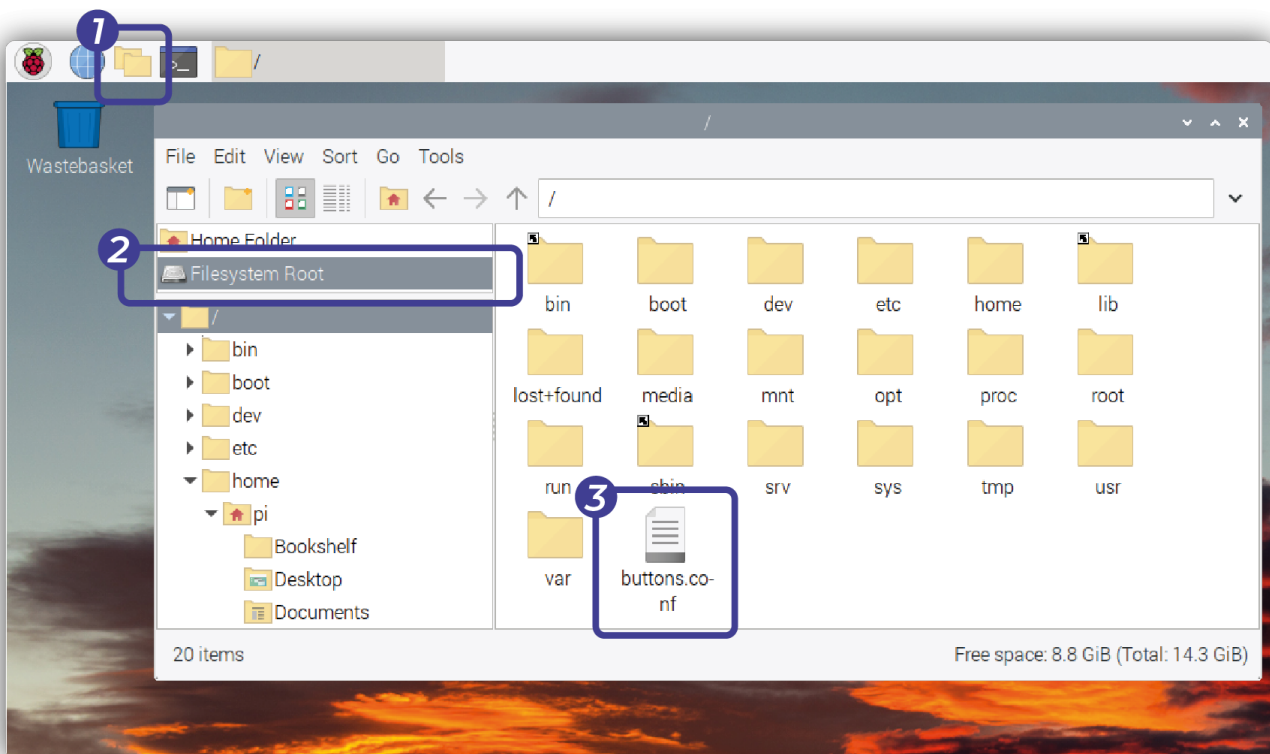 1
>_
/
Wastebasket
/
File Edit View Sort Go Tools
/
2
Home Folder
Filesystem Root
/
bin
boot
dev
etc
home
pi
Bookshelf
Desktop
Documents
bin boot dev etc home lib
lost+found media mnt opt proc root
run sbin srv sys tmp usr
3
var buttons.co-
nf
20 items Free space: 8.8 GiB (Total: 14.3 GiB)